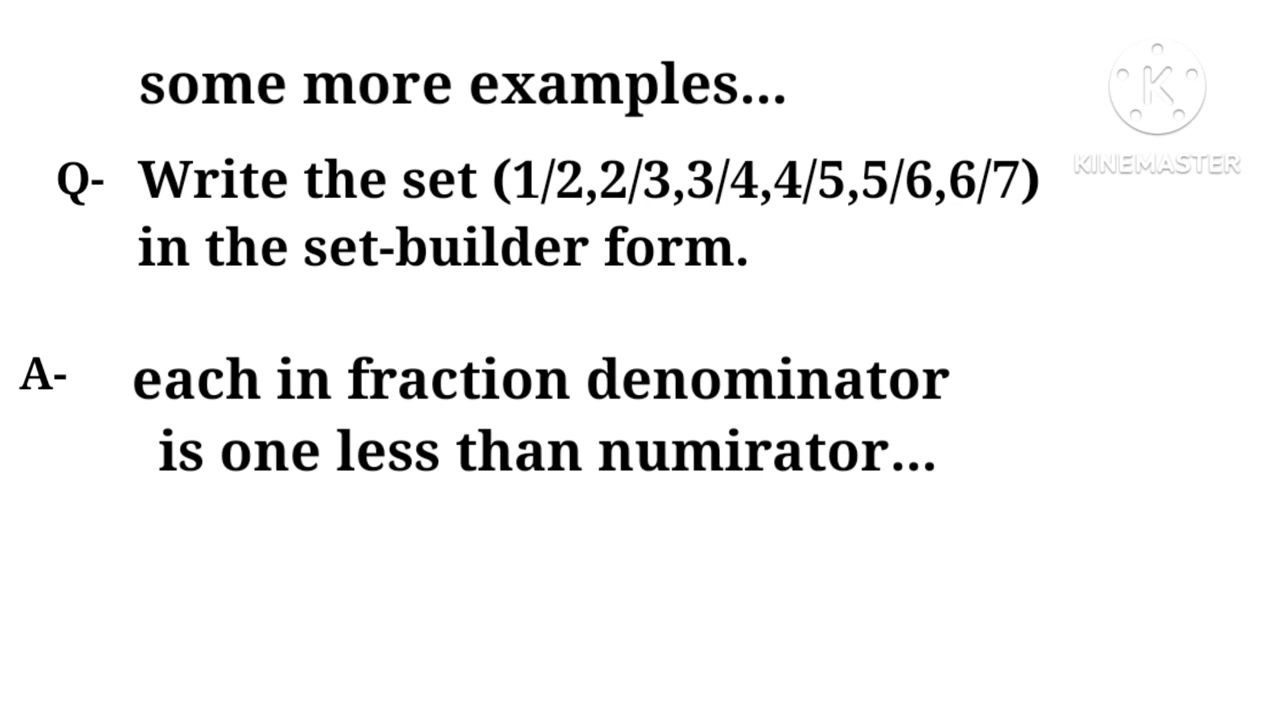 some more examples...
KINEMASTER
Q- Write the set (1/2,2/3,3/4,4/5,5/6,6/7)
in the set-builder form.
A- each in fraction denominator
is one less than numirator...